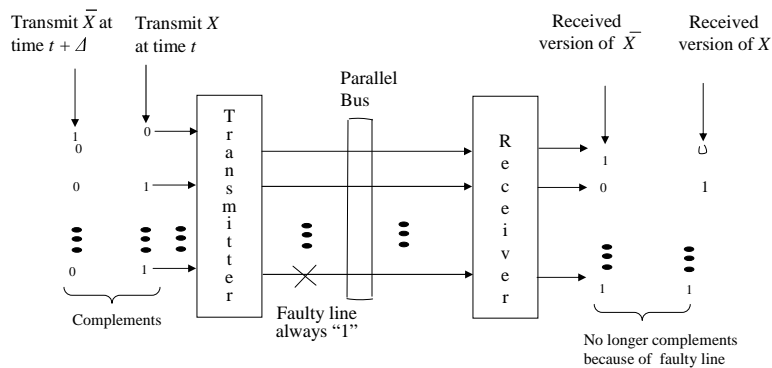 Transmit X̅ at
time t + Δ
Transmit X
at time t
Received
version of X̅
Received
version of X
Parallel
Bus
Transmitter
Receiver
1
0
0
1
0
0
1
1
0
1
0
1
1
1
Faulty line
always “1”
Complements
No longer complements
because of faulty line